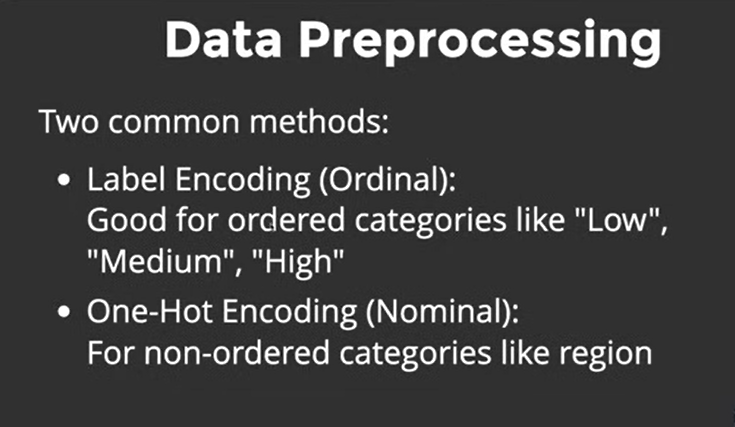 Data Preprocessing
Two common methods:
• Label Encoding (Ordinal):
Good for ordered categories like "Low",
"Medium", "High"
• One-Hot Encoding (Nominal):
For non-ordered categories like region